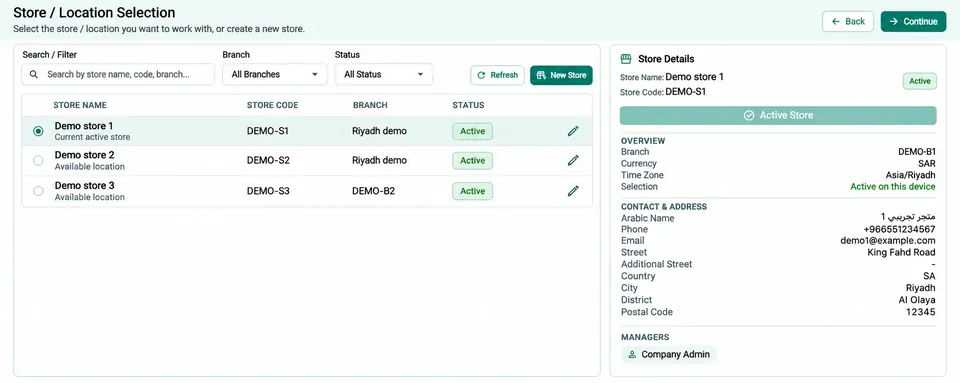 Store / Location Selection
Select the store / location you want to work with, or create a new store.
Back
Continue
Search / Filter
Branch
Status
Search by store name, code, branch...
All Branches
All Status
Refresh
New Store
STORE NAME STORE CODE BRANCH STATUS
Demo store 1 DEMO-S1 Riyadh demo Active
Current active store
Demo store 2 DEMO-S2 Riyadh demo Active
Available location
Demo store 3 DEMO-S3 DEMO-B2 Active
Available location
Store Details
Store Name: Demo store 1
Store Code: DEMO-S1
Active
Active Store
OVERVIEW
Branch DEMO-B1
Currency SAR
Time Zone Asia/Riyadh
Selection Active on this device
CONTACT & ADDRESS
Arabic Name متجر تجريبي 1
Phone +966551234567
Email demo1@example.com
Street King Fahd Road
Additional Street -
Country SA
City Riyadh
District Al Olaya
Postal Code 12345
MANAGERS
Company Admin